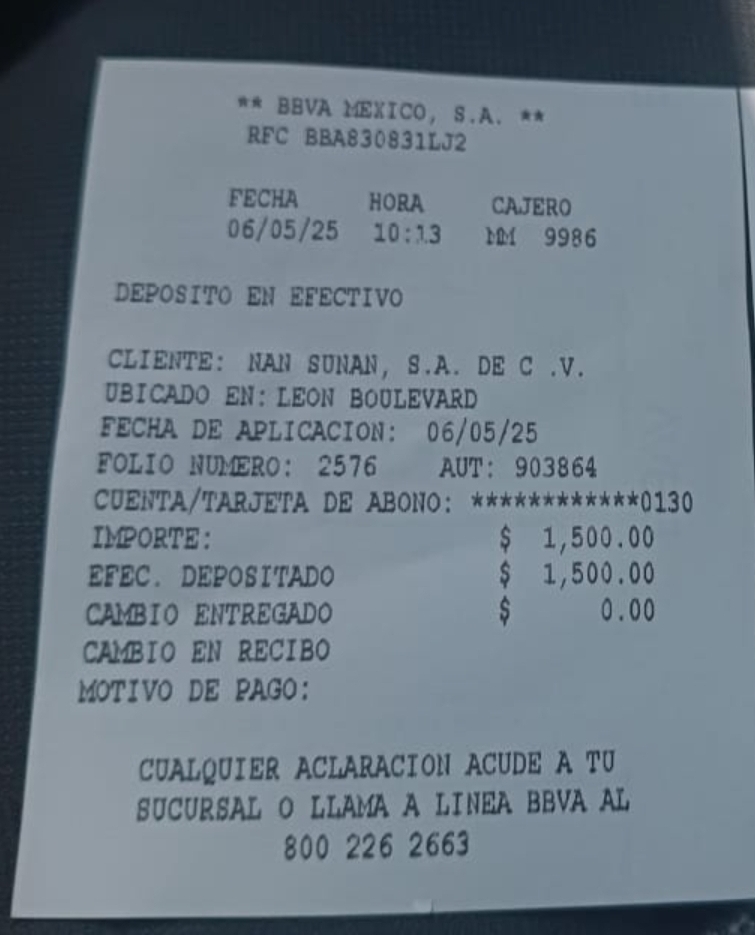 ** BBVA MEXICO, S.A. **
RFC BBA830831LJ2
FECHA HORA CAJERO
06/05/25 10:13 MM 9986
DEPOSITO EN EFECTIVO
CLIENTE: NAN SUNAN, S.A. DE C .V.
UBICADO EN: LEON BOULEVARD
FECHA DE APLICACION: 06/05/25
FOLIO NUMERO: 2576 AUT: 903864
CUENTA/TARJETA DE ABONO: ************0130
IMPORTE: $ 1,500.00
EFEC. DEPOSITADO $ 1,500.00
CAMBIO ENTREGADO $ 0.00
CAMBIO EN RECIBO
MOTIVO DE PAGO:
CUALQUIER ACLARACION ACUDE A TU
SUCURSAL O LLAMA A LINEA BBVA AL
800 226 2663